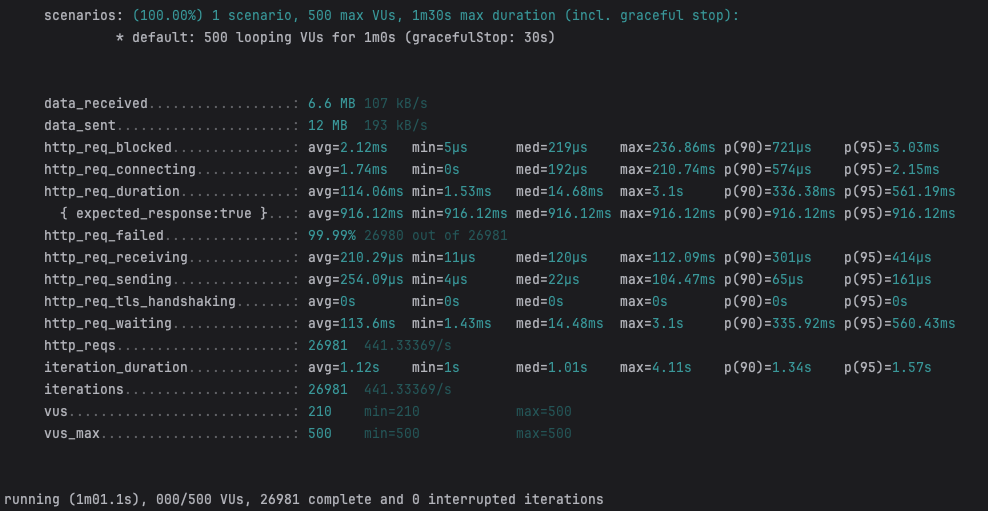 scenarios: (100.00%) 1 scenario, 500 max VUs, 1m30s max duration (incl. graceful stop):
* default: 500 looping VUs for 1m0s (gracefulStop: 30s)
data_received..................: 6.6 MB 107 kB/s
data_sent......................: 12 MB  193 kB/s
http_req_blocked...............: avg=2.12ms   min=5µs      med=219µs    max=236.86ms p(90)=721µs    p(95)=3.03ms
http_req_connecting............: avg=1.74ms   min=0s       med=192µs    max=210.74ms p(90)=574µs    p(95)=2.15ms
http_req_duration..............: avg=114.06ms min=1.53ms   med=14.68ms  max=3.1s     p(90)=336.38ms p(95)=561.19ms
{ expected_response:true }...: avg=916.12ms min=916.12ms med=916.12ms max=916.12ms p(90)=916.12ms p(95)=916.12ms
http_req_failed................: 99.99% 26980 out of 26981
http_req_receiving.............: avg=210.29µs min=11µs     med=120µs    max=112.09ms p(90)=301µs    p(95)=414µs
http_req_sending...............: avg=254.09µs min=4µs      med=22µs     max=104.47ms p(90)=65µs     p(95)=161µs
http_req_tls_handshaking.......: avg=0s       min=0s       med=0s       max=0s       p(90)=0s       p(95)=0s
http_req_waiting...............: avg=113.6ms  min=1.43ms   med=14.48ms  max=3.1s     p(90)=335.92ms p(95)=560.43ms
http_reqs......................: 26981  441.33369/s
iteration_duration.............: avg=1.12s    min=1s       med=1.01s    max=4.11s    p(90)=1.34s    p(95)=1.57s
iterations.....................: 26981  441.33369/s
vus............................: 210    min=210            max=500
vus_max........................: 500    min=500            max=500
running (1m01.1s), 000/500 VUs, 26981 complete and 0 interrupted iterations